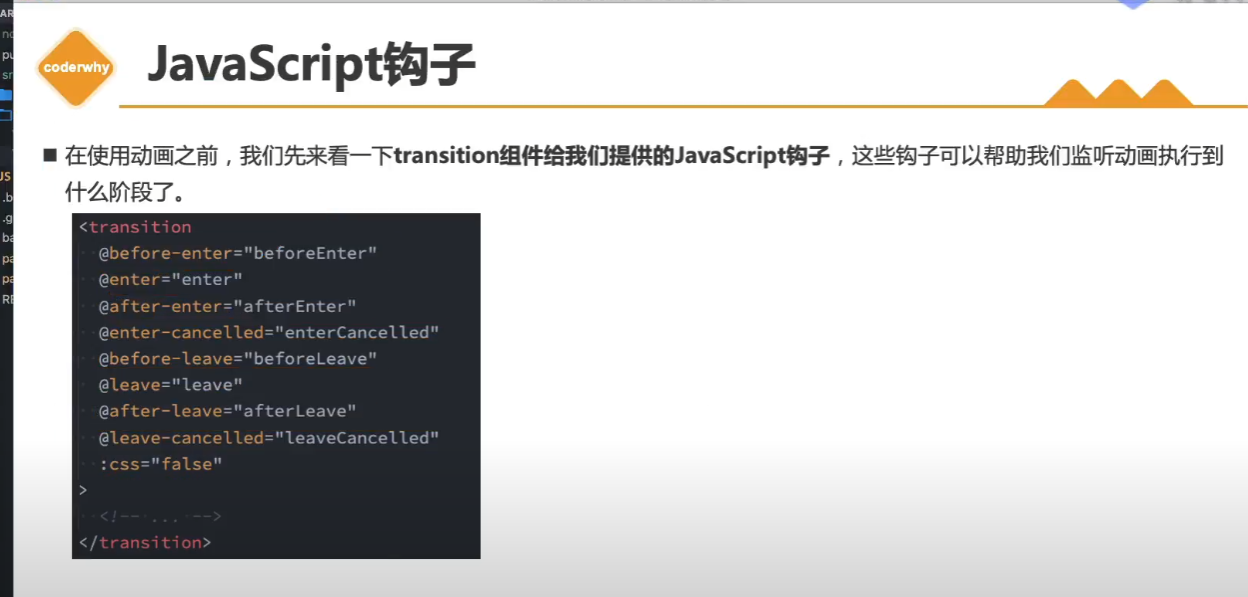 coderwhy
JavaScript钩子
■ 在使用动画之前，我们先来看一下transition组件给我们提供的JavaScript钩子，这些钩子可以帮助我们监听动画执行到
什么阶段了。
<transition
@before-enter="beforeEnter"
@enter="enter"
@after-enter="afterEnter"
@enter-cancelled="enterCancelled"
@before-leave="beforeLeave"
@leave="leave"
@after-leave="afterLeave"
@leave-cancelled="leaveCancelled"
:css="false"
>
<!-- ... -->
</transition>